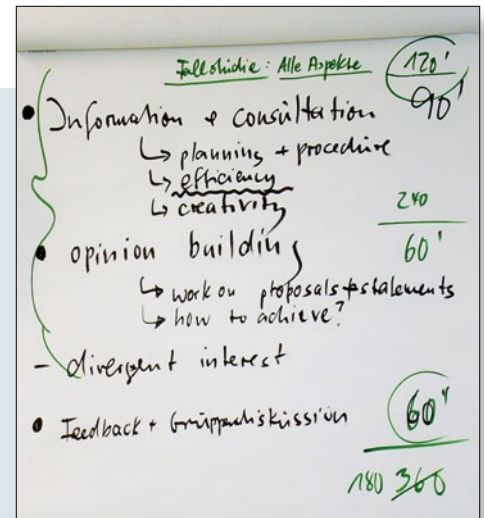 Fallstudie: Alle Aspekte 120'
• Information + consultation 90'
↳ planning + procedure
↳ efficiency
↳ creativity 240
• opinion building 60'
↳ work on proposals + statements
↳ how to achieve?
- divergent interest
• Feedback + Gruppendiskussion 60'
180 360